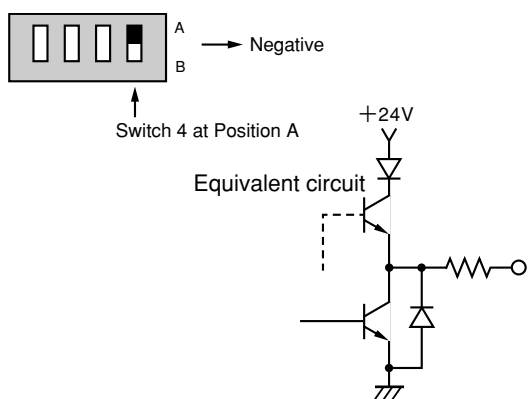 A
Negative
B
Switch 4 at Position A
+24V
Equivalent circuit